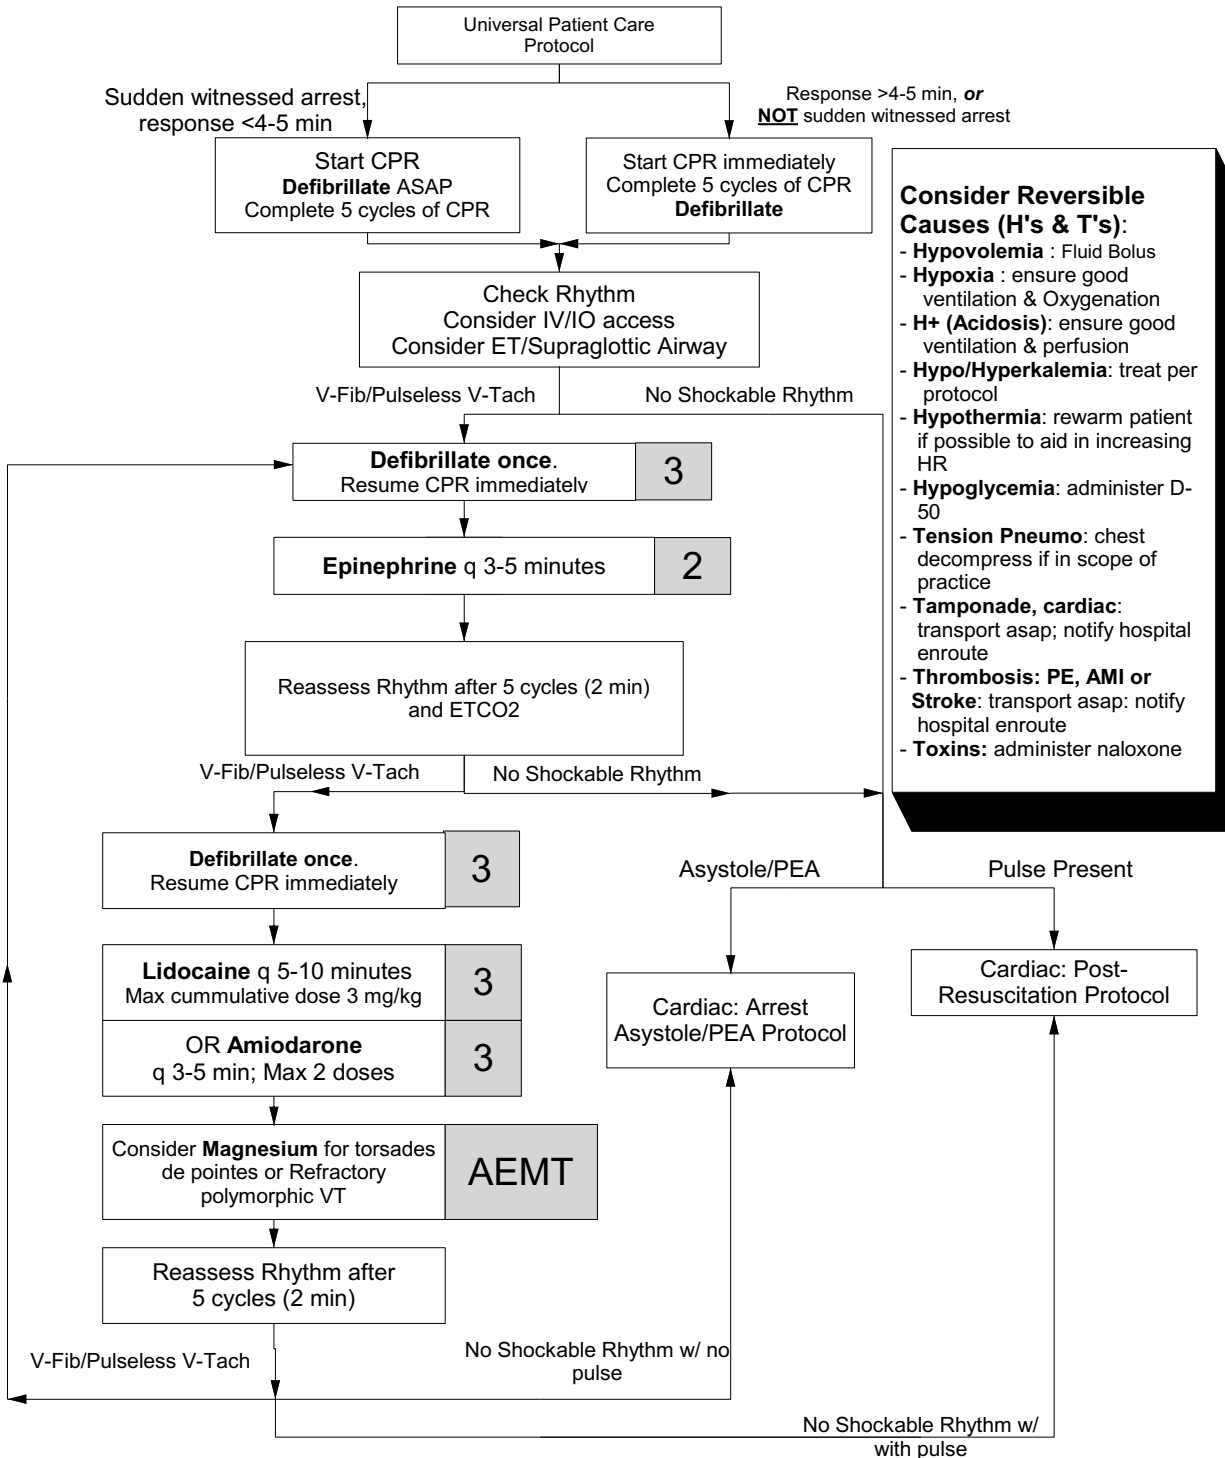 Universal Patient Care
Protocol
Sudden witnessed arrest,
response <4-5 min
Response >4-5 min, or
NOT sudden witnessed arrest
Start CPR
Defibrillate ASAP
Complete 5 cycles of CPR
Start CPR immediately
Complete 5 cycles of CPR
Defibrillate
Check Rhythm
Consider IV/IO access
Consider ET/Supraglottic Airway
V-Fib/Pulseless V-Tach
No Shockable Rhythm
Defibrillate once.
Resume CPR immediately
3
Epinephrine q 3-5 minutes
2
Reassess Rhythm after 5 cycles (2 min)
and ETCO2
V-Fib/Pulseless V-Tach
No Shockable Rhythm
Defibrillate once.
Resume CPR immediately
3
Lidocaine q 5-10 minutes
Max cummulative dose 3 mg/kg
3
OR Amiodarone
q 3-5 min; Max 2 doses
3
Consider Magnesium for torsades
de pointes or Refractory
polymorphic VT
AEMT
Reassess Rhythm after
5 cycles (2 min)
V-Fib/Pulseless V-Tach
No Shockable Rhythm w/ no
pulse
No Shockable Rhythm w/
with pulse
Asystole/PEA
Pulse Present
Cardiac: Arrest
Asystole/PEA Protocol
Cardiac: Post-
Resuscitation Protocol
Consider Reversible
Causes (H's & T's):
- Hypovolemia : Fluid Bolus
- Hypoxia : ensure good
ventilation & Oxygenation
- H+ (Acidosis): ensure good
ventilation & perfusion
- Hypo/Hyperkalemia: treat per
protocol
- Hypothermia: rewarm patient
if possible to aid in increasing
HR
- Hypoglycemia: administer D-
50
- Tension Pneumo: chest
decompress if in scope of
practice
- Tamponade, cardiac:
transport asap; notify hospital
enroute
- Thrombosis: PE, AMI or
Stroke: transport asap: notify
hospital enroute
- Toxins: administer naloxone